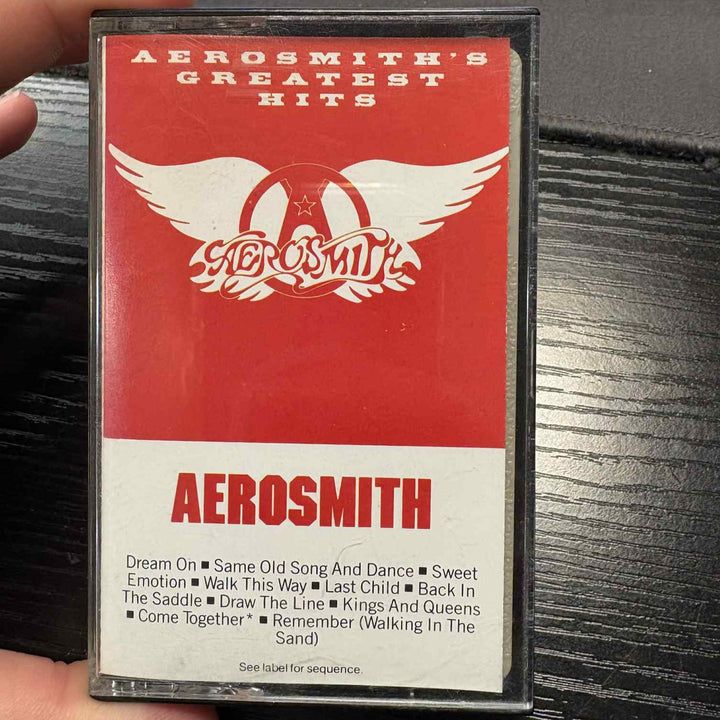 AEROSMITH'S
GREATEST
HITS
AEROSMITH
AEROSMITH
Dream On ■ Same Old Song And Dance ■ Sweet
Emotion ■ Walk This Way ■ Last Child ■ Back In
The Saddle ■ Draw The Line ■ Kings And Queens
■ Come Together* ■ Remember (Walking In The
Sand)
See label for sequence.